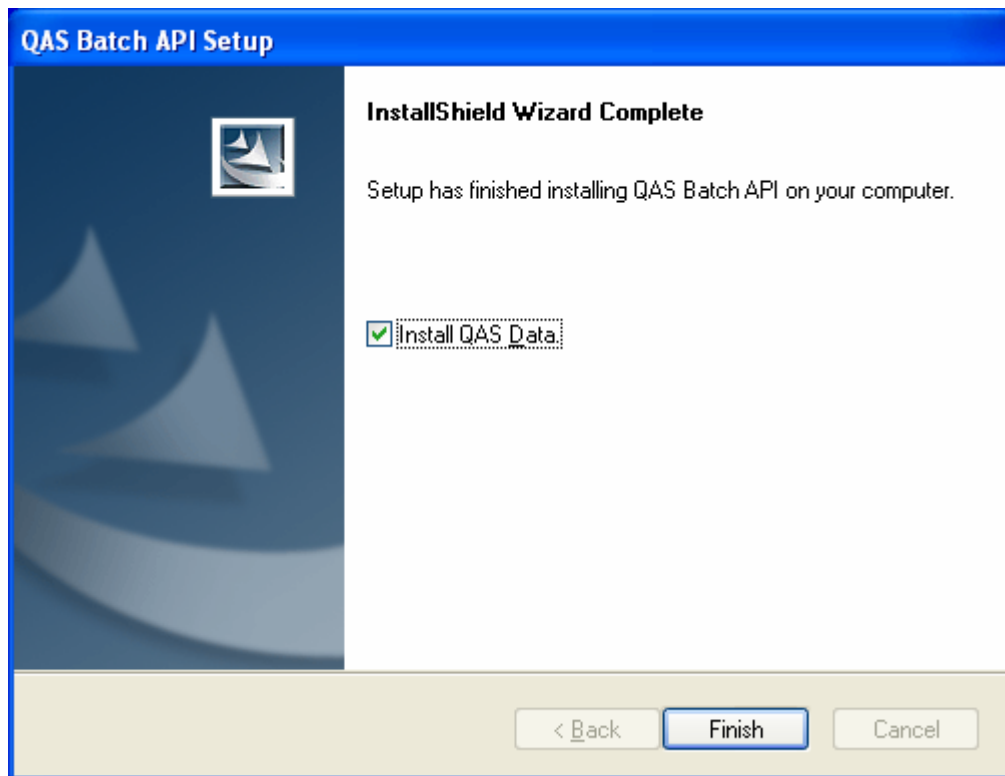 QAS Batch API Setup
InstallShield Wizard Complete
Setup has finished installing QAS Batch API on your computer.
Install QAS Data.
< Back Finish Cancel